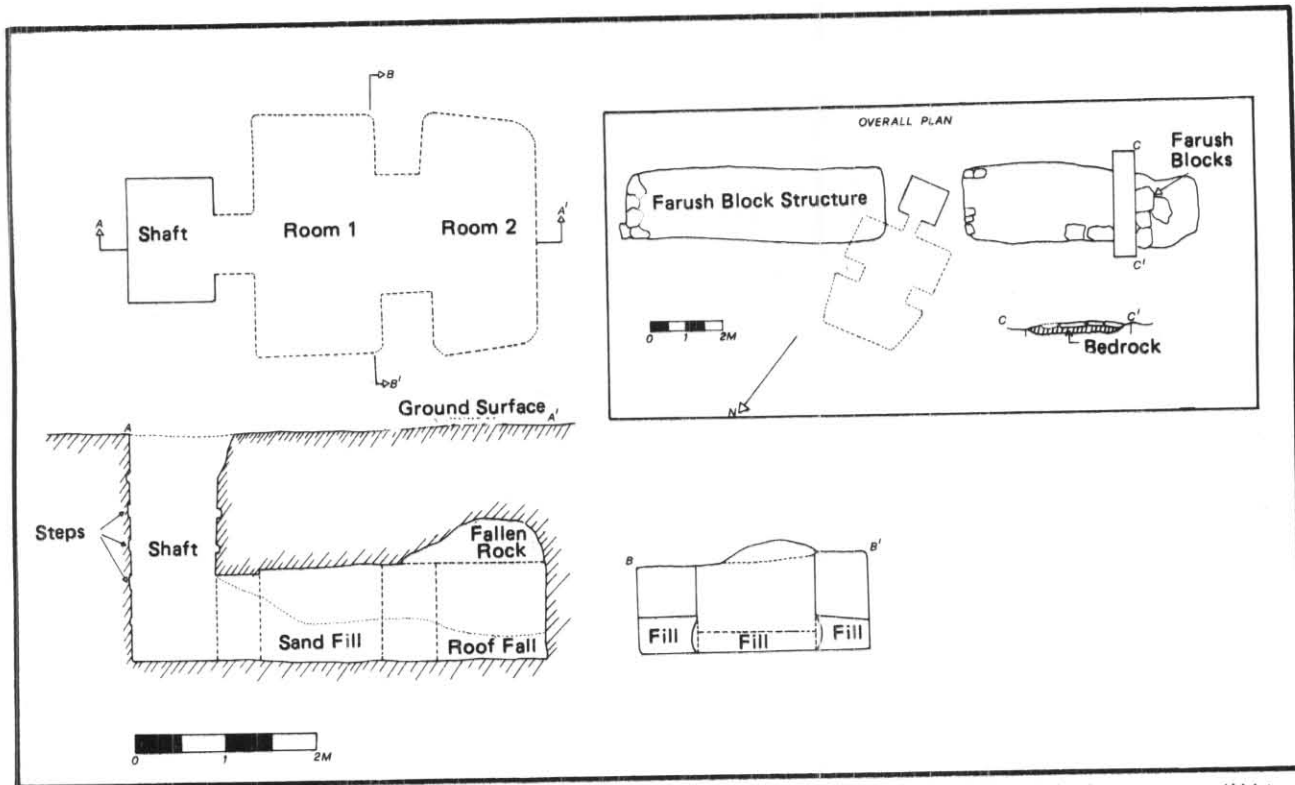 B
A
Shaft
Room 1
Room 2
A'
B'
OVERALL PLAN
Farush Block Structure
C
Farush
Blocks
C'
0 1 2M
C C'
Bedrock
N
Ground Surface
A A'
Steps
Shaft
Fallen
Rock
Sand Fill
Roof Fall
0 1 2M
B B'
Fill
Fill
Fill